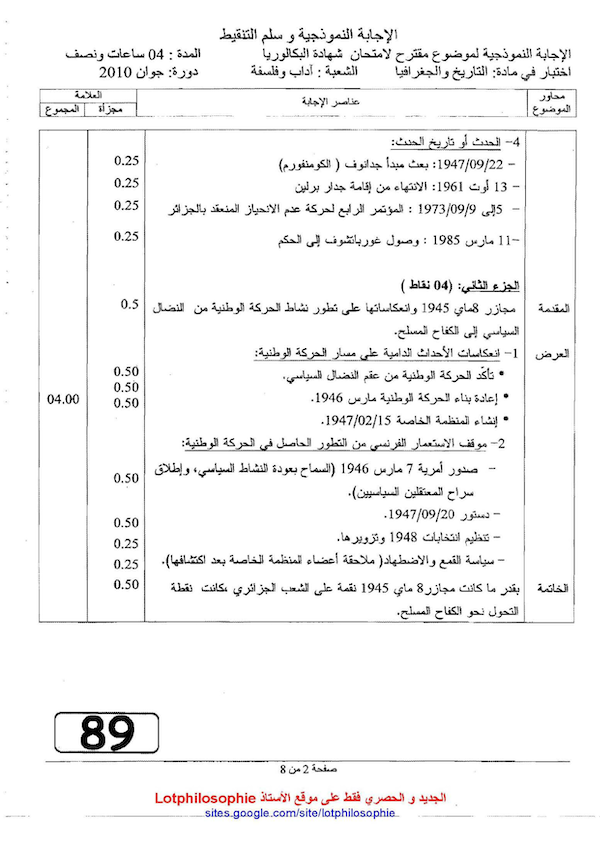 الإجابة النموذجية و سلم التنقيط
الإجابة النموذجية لموضوع مقترح لامتحان شهادة البكالوريا المدة : 04 ساعات ونصف
اختبار في مادة: التاريخ والجغرافيا الشعبة : آداب وفلسفة دورة: جوان 2010
محاور الموضوع
عناصر الإجابة
العلامة
مجزأة المجموع
4- الحدث أو تاريخ الحدث:
- 1947/09/22: بعث مبدأ جدانوف ( الكومنفورم) 0.25
- 13 أوت 1961: الانتهاء من إقامة جدار برلين 0.25
- 5إلى 1973/09/9 : المؤتمر الرابع لحركة عدم الانحياز المنعقد بالجزائر 0.25
-11 مارس 1985 : وصول غورباتشوف إلى الحكم 0.25
الجزء الثاني: (04 نقاط )
المقدمة مجازر 8ماي 1945 وانعكاساتها على تطور نشاط الحركة الوطنية من النضال 0.5
السياسي إلى الكفاح المسلح.
العرض 1- انعكاسات الأحداث الدامية على مسار الحركة الوطنية:
• تأكد الحركة الوطنية من عقم النضال السياسي. 0.50
0.50
• إعادة بناء الحركة الوطنية مارس 1946. 0.50 04.00
• إنشاء المنظمة الخاصة 1947/02/15.
2- موقف الاستعمار الفرنسي من التطور الحاصل في الحركة الوطنية:
- صدور أمرية 7 مارس 1946 (السماح بعودة النشاط السياسي، وإطلاق 0.50
سراح المعتقلين السياسيين).
- دستور 1947/09/20. 0.50
- تنظيم انتخابات 1948 وتزويرها. 0.25
- سياسة القمع والاضطهاد( ملاحقة أعضاء المنظمة الخاصة بعد اكتشافها). 0.25
الخاتمة بقدر ما كانت مجازر8 ماي 1945 نقمة على الشعب الجزائري ،كانت نقطة 0.50
التحول نحو الكفاح المسلح.
89
صفحة 2 من 8
الجديد و الحصري فقط على موقع الأستاذ Lotphilosophie
sites.google.com/site/lotphilosophie